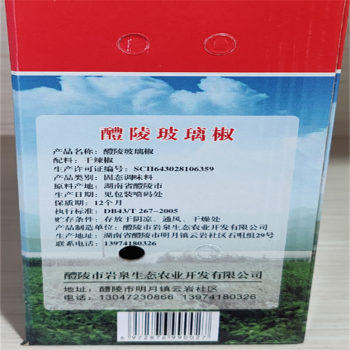 醴陵玻璃椒
产品名称：醴陵玻璃椒
配料：干辣椒
生产许可证编号：SC11643028106359
产品类别：固态调味料
原料产地：湖南省醴陵市
生产日期：见包装喷码处
保质期：12个月
执行标准：DB43/T 267-2005
贮存条件：存放于阴凉、通风、干燥处
产品制造单位：醴陵市岩泉生态农业开发有限公司
生产地址：湖南省醴陵市明月镇云岩社区石咀组29号
联系电话：13974180326
醴陵市岩泉生态农业开发有限公司
地址：醴陵市明月镇云岩社区
电话：13047230866 13974180326